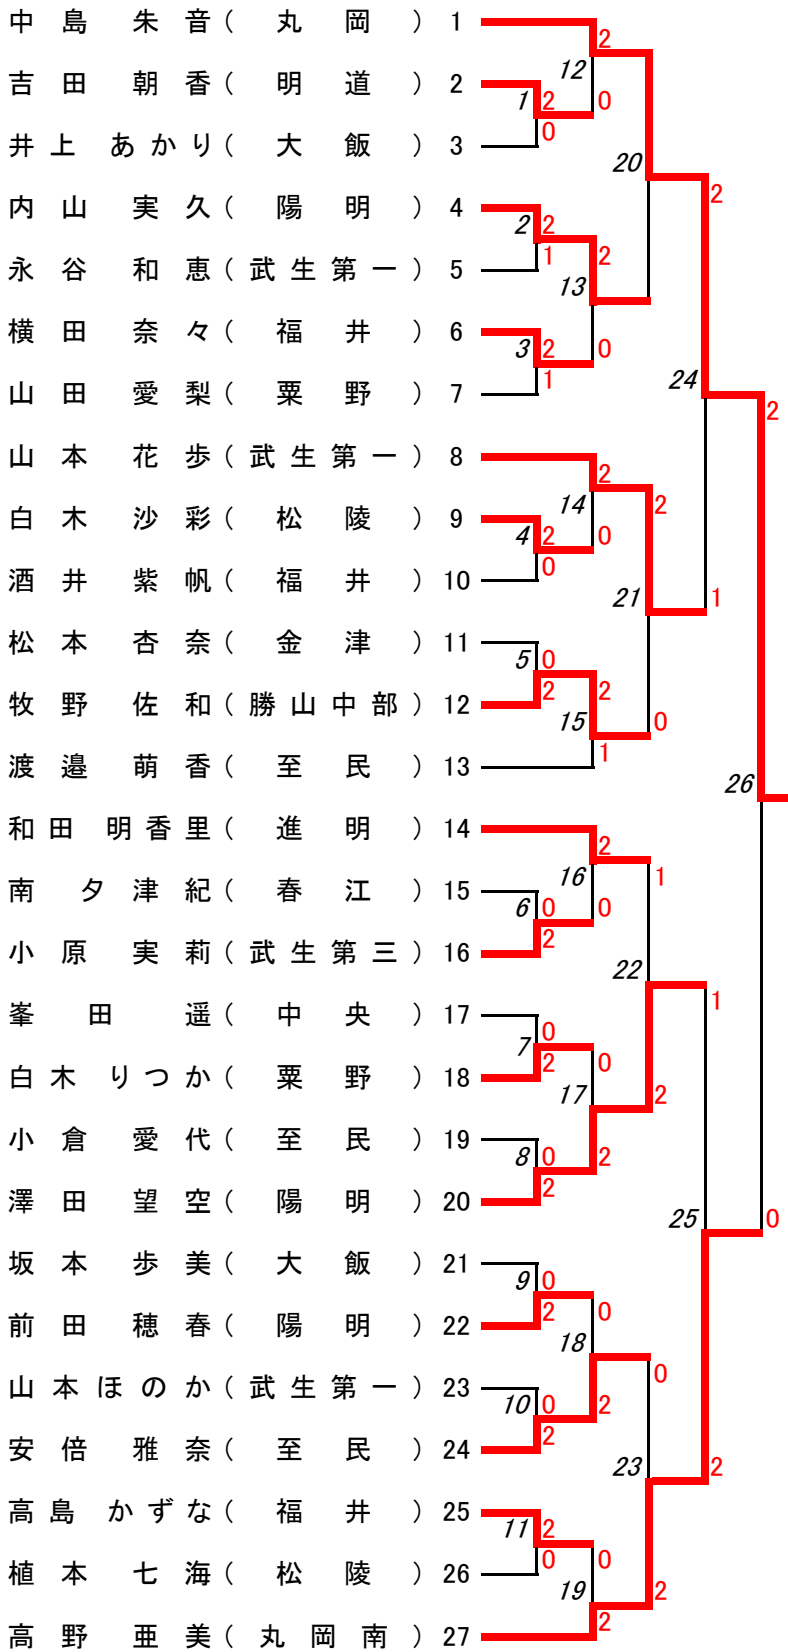 中島 朱音(丸岡) 1
2
12
吉田 朝香(明道) 2
1 2 0
0
井上 あかり(大飯) 3
20
2
内山 実久(陽明) 4
2 2
1 2
永谷 和恵(武生第一) 5
13
横田 奈々(福井) 6
3 2 0
1
山田 愛梨(粟野) 7
24
2
山本 花歩(武生第一) 8
2
14 2
白木 沙彩(松陵) 9
4 2 0
0
酒井 紫帆(福井) 10
21 1
松本 杏奈(金津) 11
5 0
2 2
牧野 佐和(勝山中部) 12
15 0
1
渡邉 萌香(至民) 13
26
和田 明香里(進明) 14
2
16 1
南 夕津紀(春江) 15
6 0 0
2
小原 実莉(武生第三) 16
22
1
峯田 遥(中央) 17
0
7 2 0
白木 りつか(粟野) 18
17 2
小倉 愛代(至民) 19
8 0 2
2
澤田 望空(陽明) 20
25 0
坂本 歩美(大飯) 21
9 0
2 0
前田 穂春(陽明) 22
18
0
山本 ほのか(武生第一) 23
10 0 2
2
安倍 雅奈(至民) 24
23 2
高島 かずな(福井) 25
11 2
0 0
植本 七海(松陵) 26
19 2
2
高野 亜美(丸岡南) 27